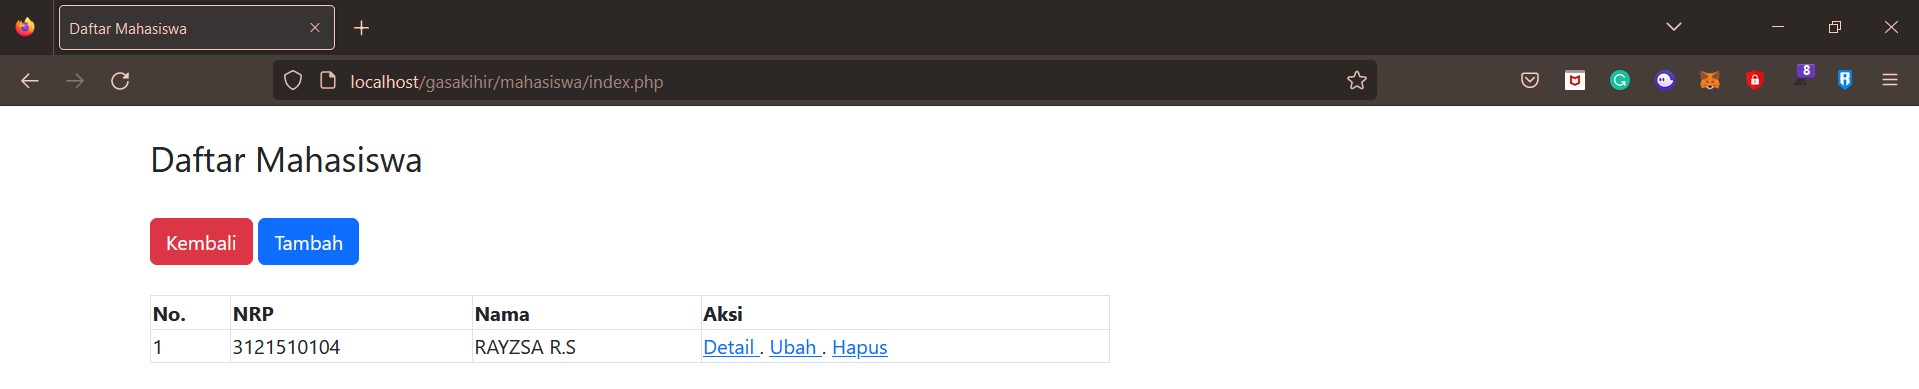 Daftar Mahasiswa
localhost/gasakihir/mahasiswa/index.php
8
Daftar Mahasiswa
Kembali Tambah
No. NRP Nama Aksi
1 3121510104 RAYZSA R.S Detail . Ubah . Hapus